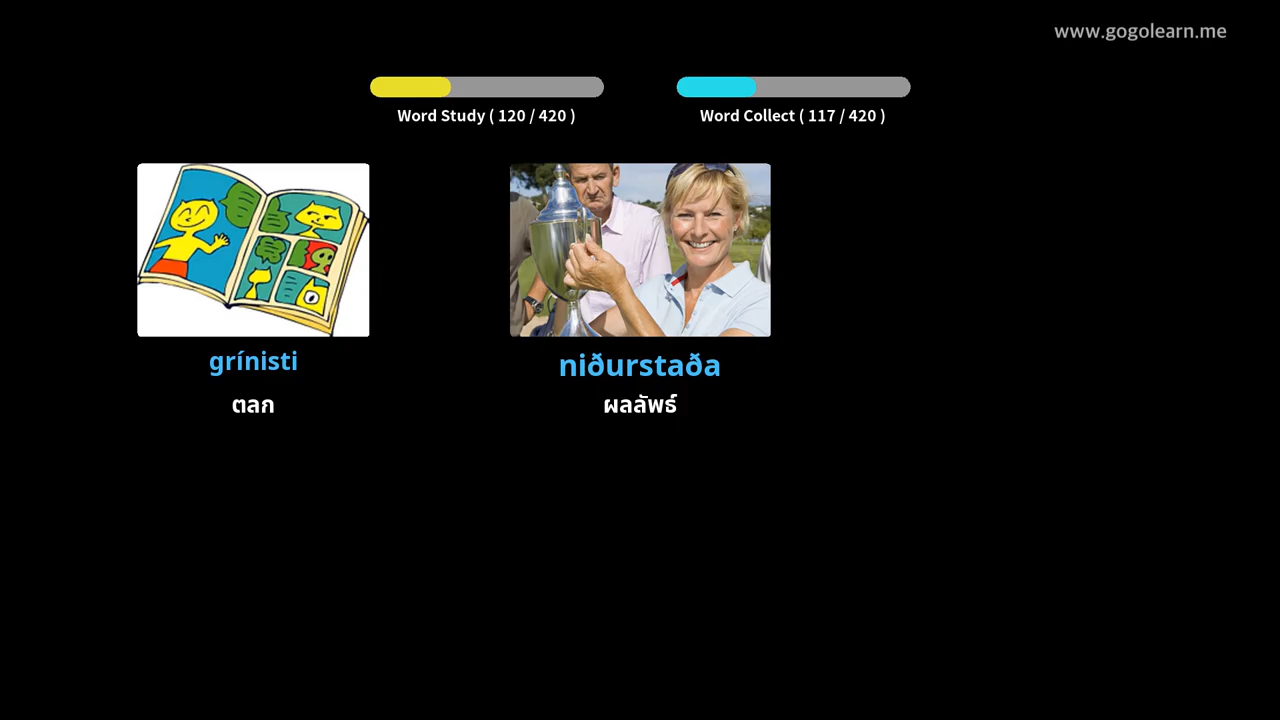 www.gogolearn.me
Word Study ( 120 / 420 )
Word Collect ( 117 / 420 )
grínisti
ตลก
niðurstaða
ผลลัพธ์